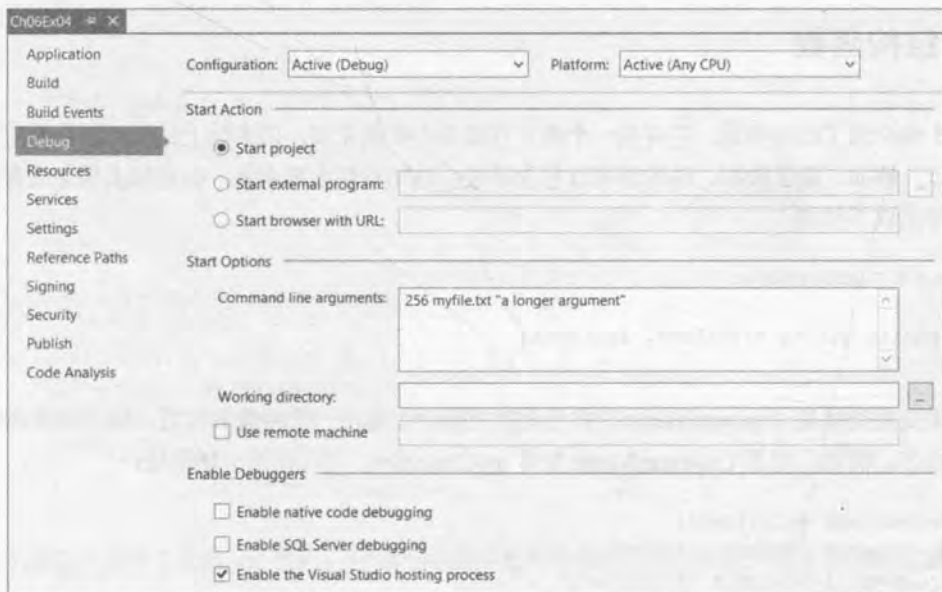 Ch06Ex04
Application
Build
Build Events
Debug
Resources
Services
Settings
Reference Paths
Signing
Security
Publish
Code Analysis
Configuration: Active (Debug) Platform: Active (Any CPU)
Start Action
Start project
Start external program: ...
Start browser with URL:
Start Options
Command line arguments: 256 myfile.txt "a longer argument"
Working directory: ...
Use remote machine
Enable Debuggers
Enable native code debugging
Enable SQL Server debugging
Enable the Visual Studio hosting process